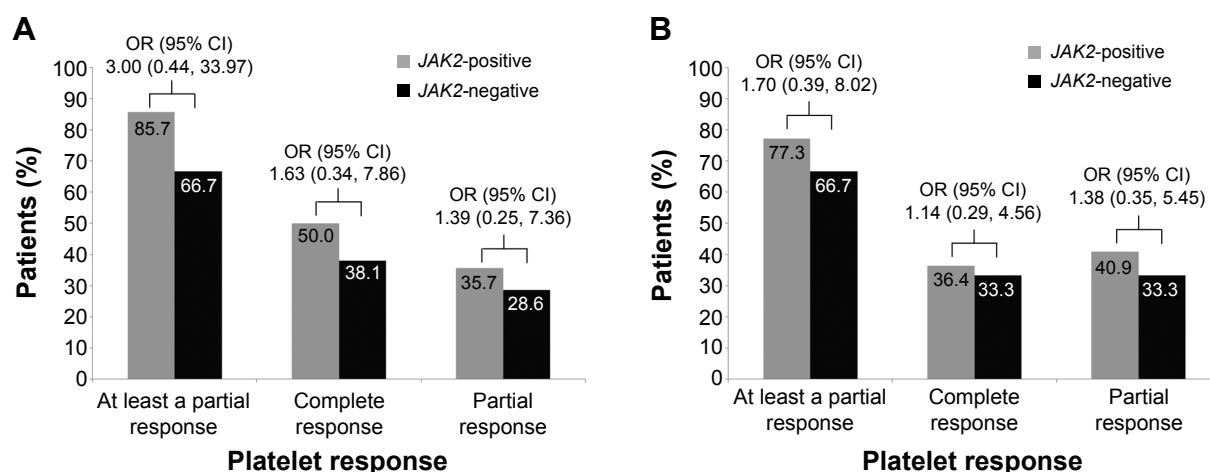 A
OR (95% CI)
3.00 (0.44, 33.97)
JAK2-positive
JAK2-negative
OR (95% CI)
1.63 (0.34, 7.86)
OR (95% CI)
1.39 (0.25, 7.36)
Patients (%)
100
90
80
70
60
50
40
30
20
10
0
85.7
66.7
50.0
38.1
35.7
28.6
At least a partial
response
Complete
response
Partial
response
Platelet response
B
OR (95% CI)
1.70 (0.39, 8.02)
JAK2-positive
JAK2-negative
OR (95% CI)
1.14 (0.29, 4.56)
OR (95% CI)
1.38 (0.35, 5.45)
Patients (%)
100
90
80
70
60
50
40
30
20
10
0
77.3
66.7
36.4
33.3
40.9
33.3
At least a partial
response
Complete
response
Partial
response
Platelet response